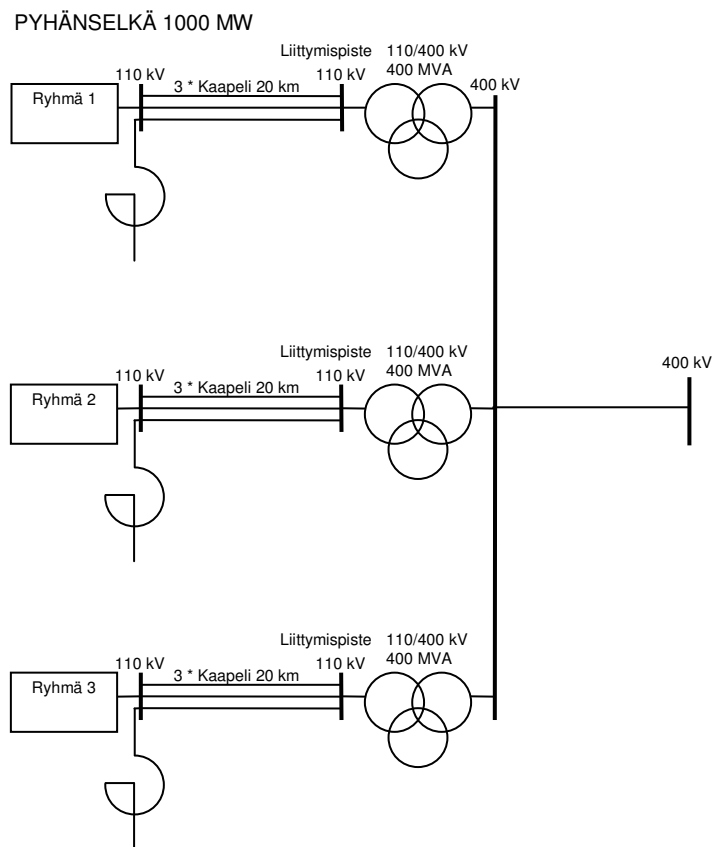 PYHÄNSELKÄ 1000 MW
Liittymispiste 110/400 kV
110 kV 110 kV 400 MVA 400 kV
3 * Kaapeli 20 km
Ryhmä 1
Liittymispiste 110/400 kV
110 kV 110 kV 400 MVA 400 kV
3 * Kaapeli 20 km
Ryhmä 2
Liittymispiste 110/400 kV
110 kV 110 kV 400 MVA
3 * Kaapeli 20 km
Ryhmä 3